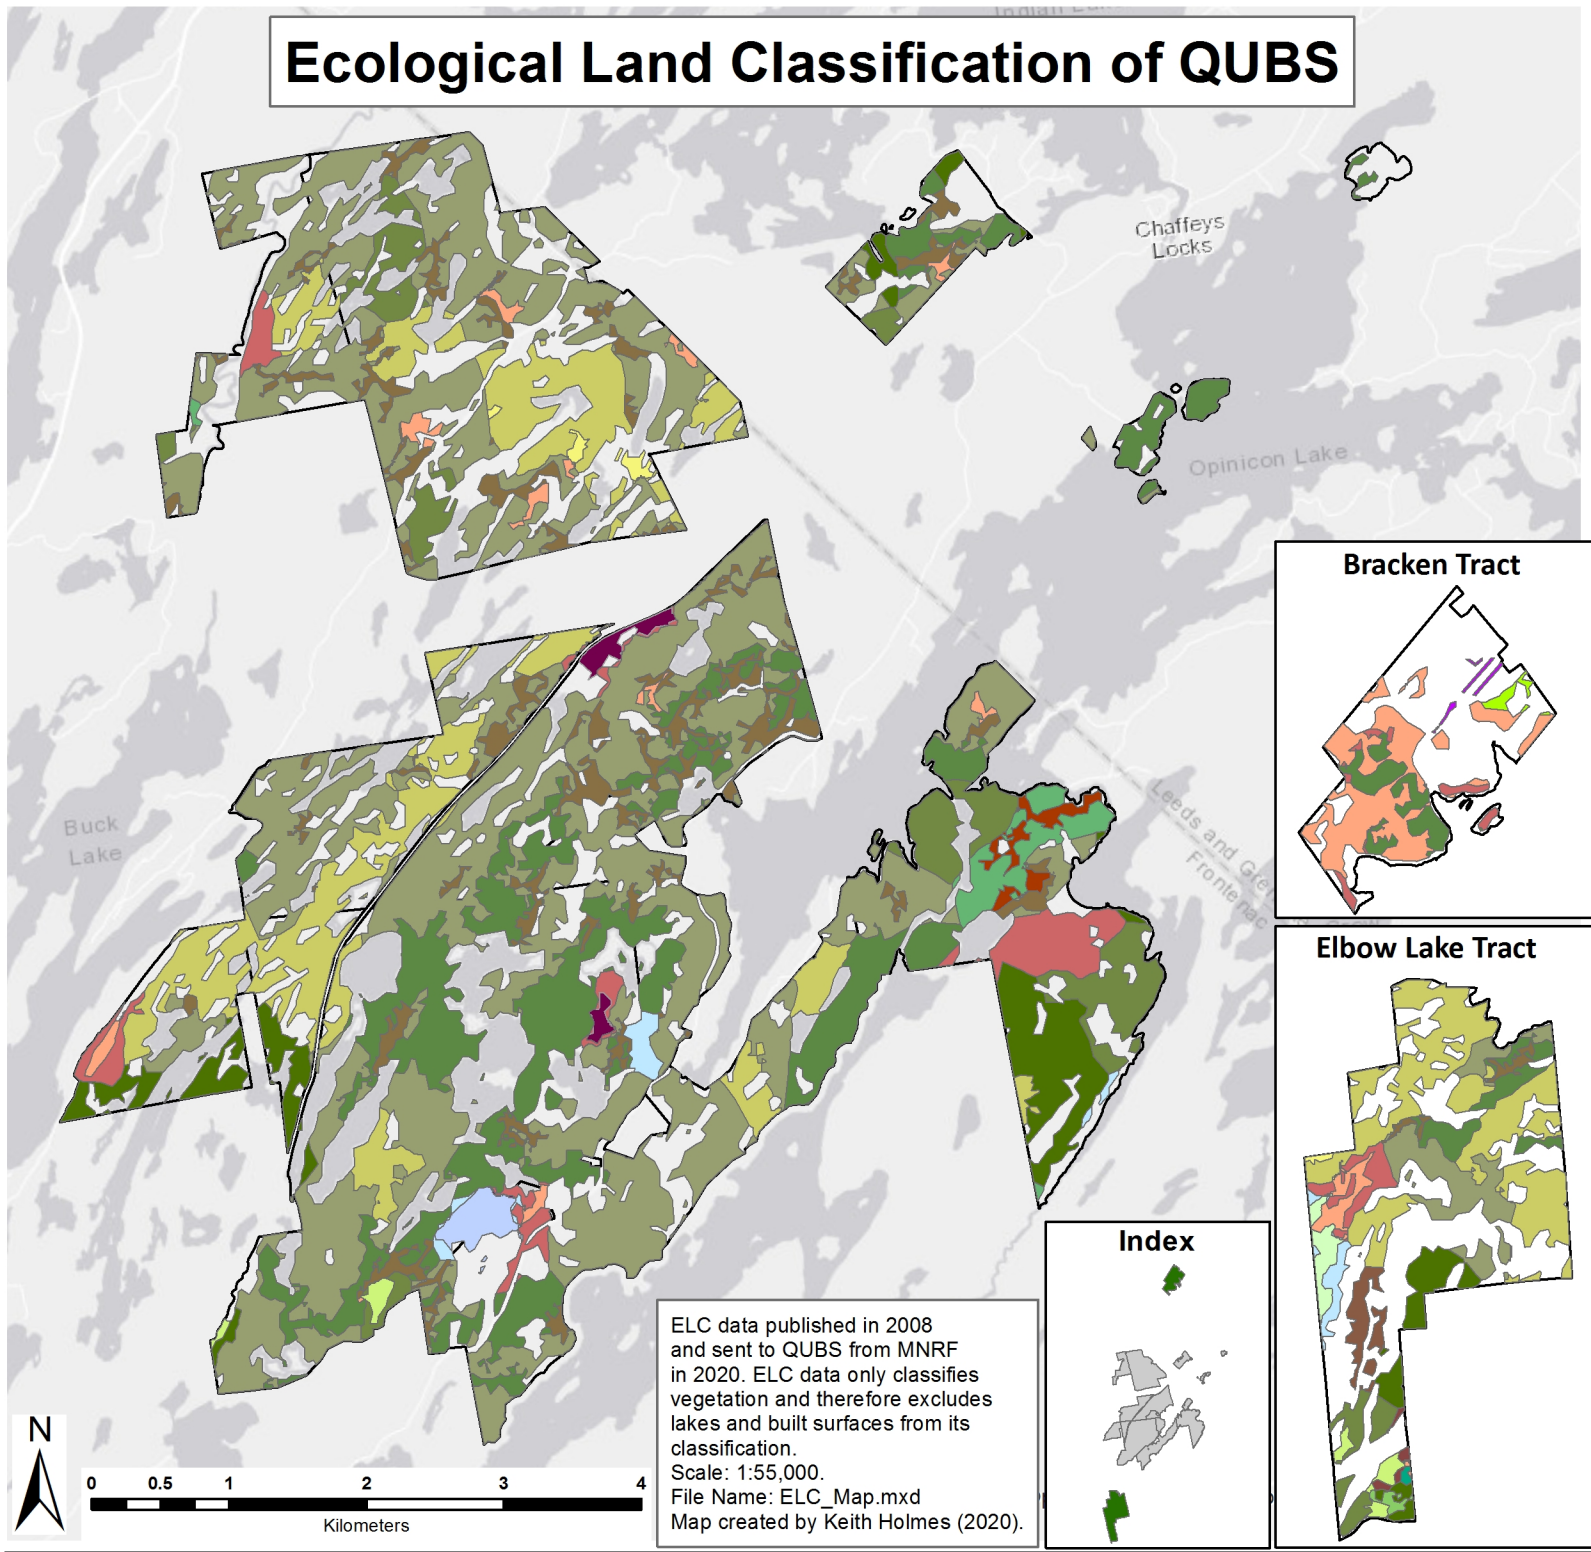 Indian Lake
Ecological Land Classification of QUBS
Chaffeys
Locks
Opinicon Lake
Bracken Tract
Buck
Lake
Leeds and
Frontenac
Elbow Lake Tract
Index
ELC data published in 2008
and sent to QUBS from MNRF
in 2020. ELC data only classifies
vegetation and therefore excludes
lakes and built surfaces from its
classification.
Scale: 1:55,000.
File Name: ELC_Map.mxd
Map created by Keith Holmes (2020).
N
0 0.5 1 2 3 4
Kilometers